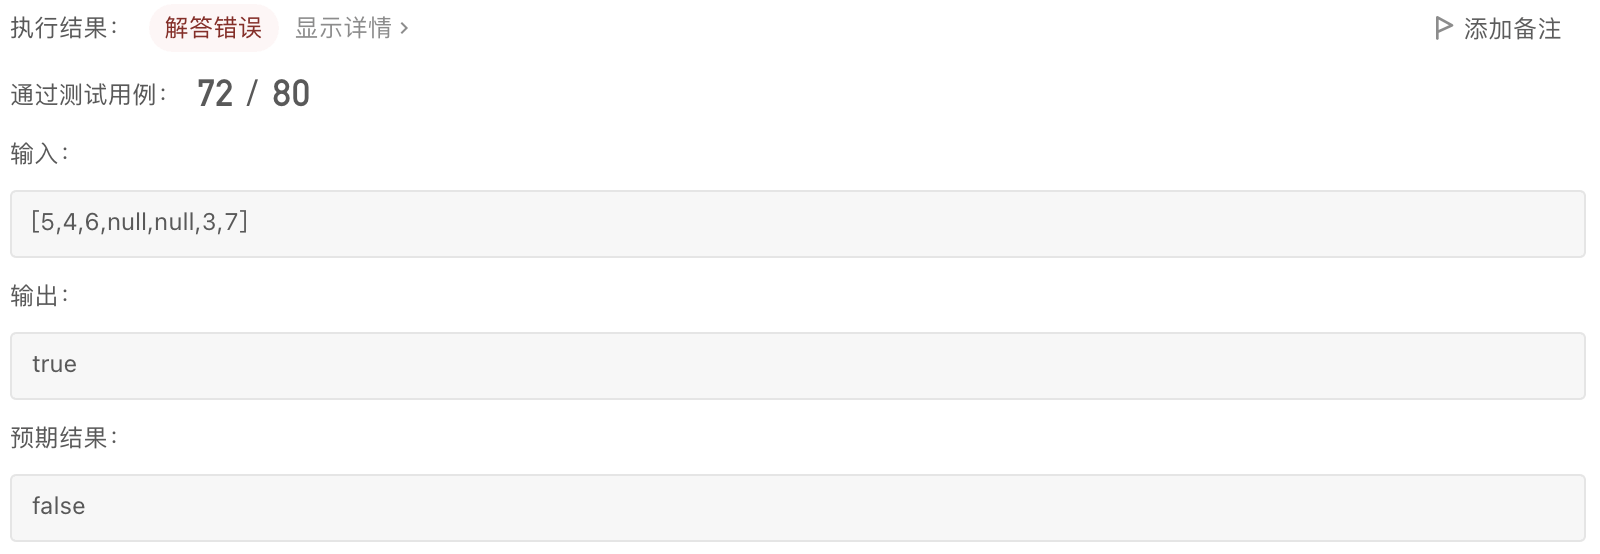 执行结果： 解答错误 显示详情 > 添加备注
通过测试用例： 72 / 80
输入：
[5,4,6,null,null,3,7]
输出：
true
预期结果：
false